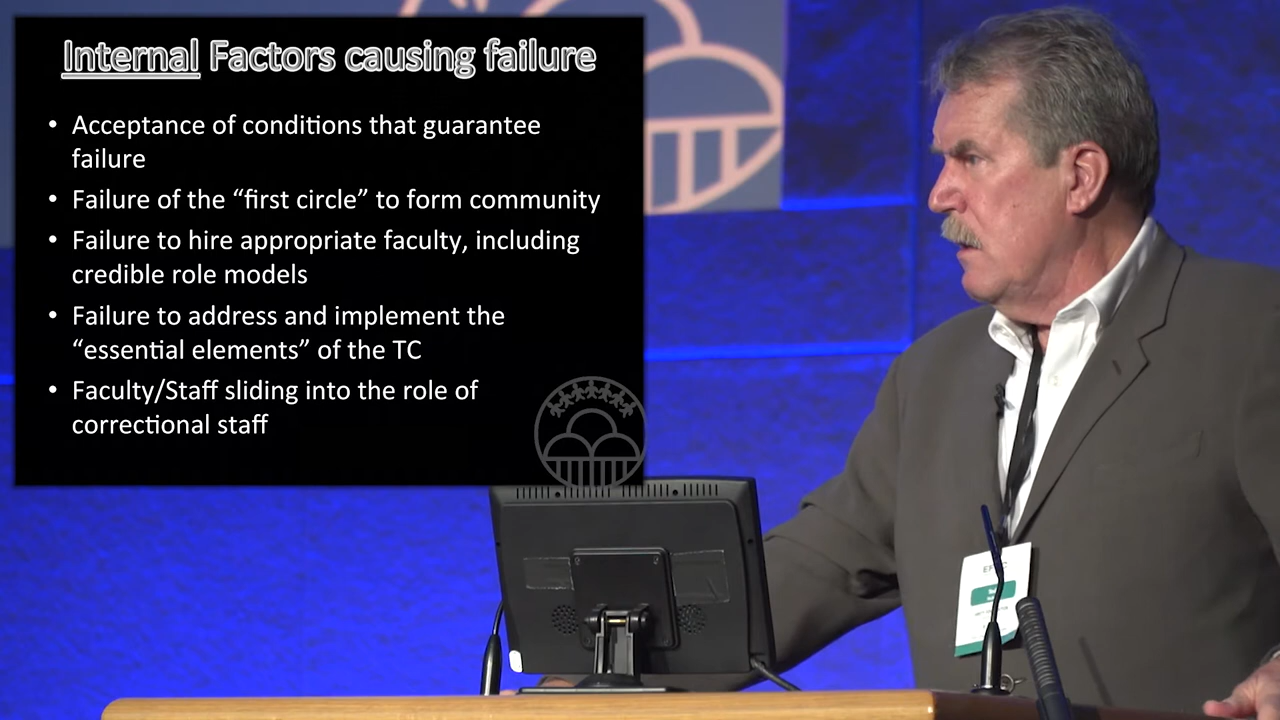 Internal Factors causing failure
• Acceptance of conditions that guarantee
failure
• Failure of the “first circle” to form community
• Failure to hire appropriate faculty, including
credible role models
• Failure to address and implement the
“essential elements” of the TC
• Faculty/Staff sliding into the role of
correctional staff